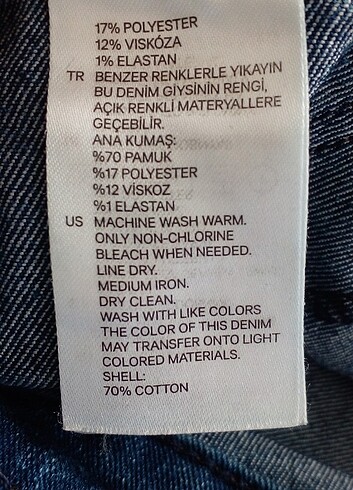 17% POLYESTER
12% VISKÓZA
1% ELASTAN
TR BENZER RENKLERLE YIKAYIN
BU DENİM GİYSİNİN RENGİ,
AÇIK RENKLİ MATERYALLERE
GEÇEBİLİR.
ANA KUMAŞ:
%70 PAMUK
%17 POLYESTER
%12 VİSKOZ
%1 ELASTAN
US MACHINE WASH WARM.
ONLY NON-CHLORINE
BLEACH WHEN NEEDED.
LINE DRY.
MEDIUM IRON.
DRY CLEAN.
WASH WITH LIKE COLORS
THE COLOR OF THIS DENIM
MAY TRANSFER ONTO LIGHT
COLORED MATERIALS.
SHELL:
70% COTTON